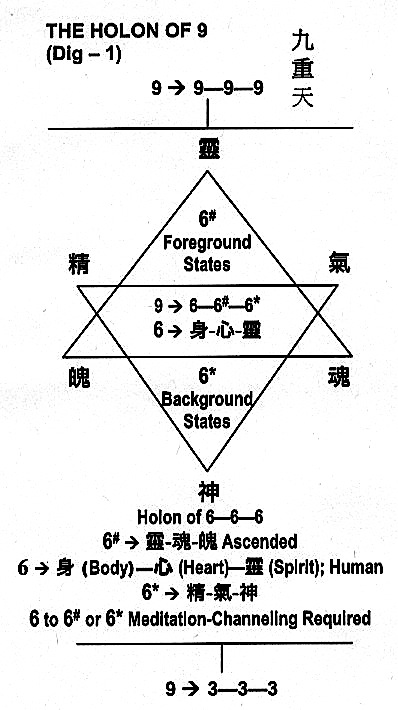 THE HOLON OF 9
(Dig – 1)
九重天
9 → 9—9—9
靈
6#
Foreground
States
精
氣
9 → 6—6#—6*
6 → 身-心-靈
魄
魂
6*
Background
States
神
Holon of 6—6—6
6# → 靈-魂-魄 Ascended
6 → 身 (Body)—心 (Heart)—靈 (Spirit); Human
6* → 精-氣-神
6 to 6# or 6* Meditation-Channeling Required
9 → 3—3—3